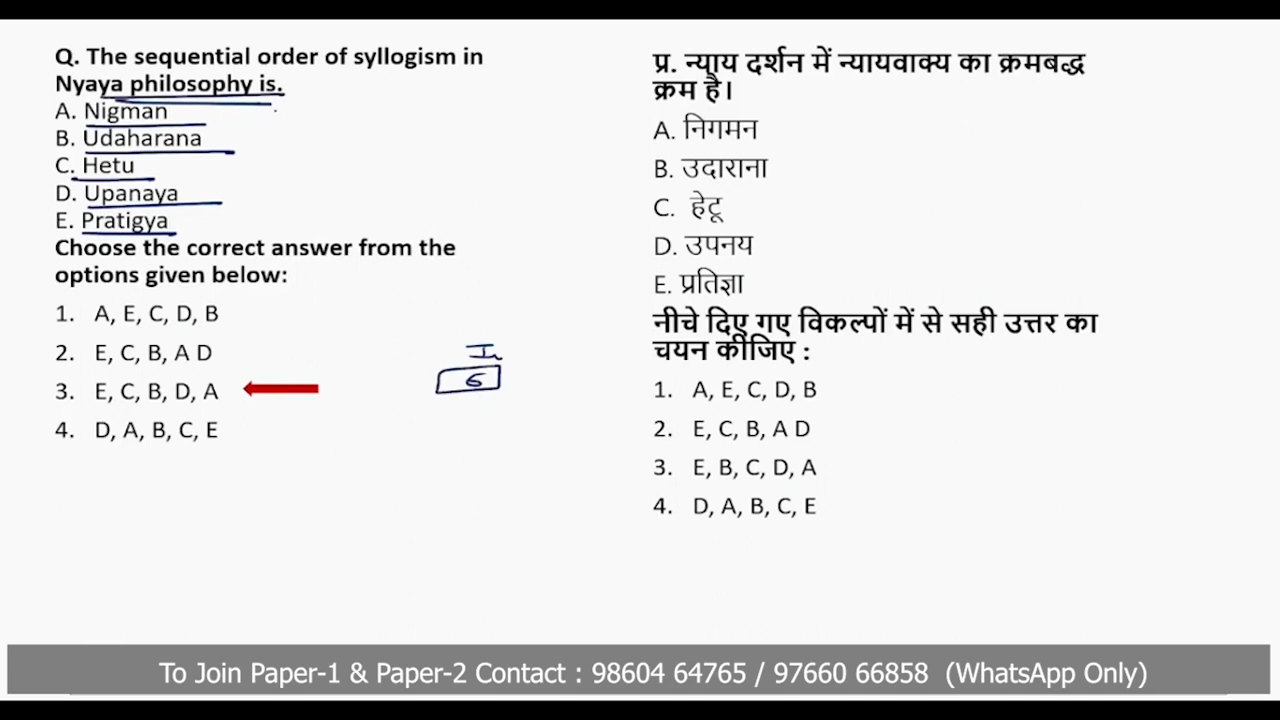 Q. The sequential order of syllogism in
Nyaya philosophy is.
A. Nigman
B. Udaharana
C. Hetu
D. Upanaya
E. Pratigya
Choose the correct answer from the
options given below:
1. A, E, C, D, B
2. E, C, B, A D
3. E, C, B, D, A
4. D, A, B, C, E
प्र. न्याय दर्शन में न्यायवाक्य का क्रमबद्ध
क्रम है।
A. निगमन
B. उदाराना
C. हेटू
D. उपनय
E. प्रतिज्ञा
नीचे दिए गए विकल्पों में से सही उत्तर का
चयन कीजिए :
1. A, E, C, D, B
2. E, C, B, A D
3. E, B, C, D, A
4. D, A, B, C, E
To Join Paper-1 & Paper-2 Contact : 98604 64765 / 97660 66858 (WhatsApp Only)